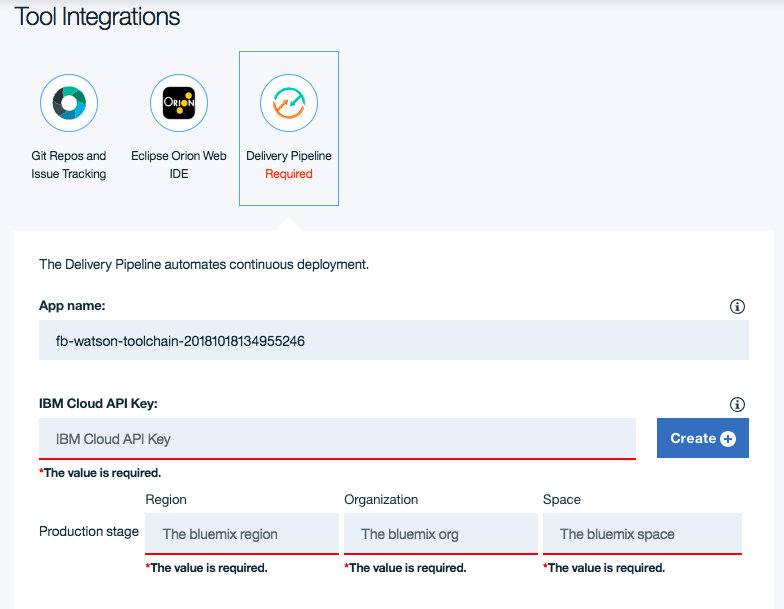 Tool Integrations
ORION
Git Repos and
Issue Tracking
Eclipse Orion Web
IDE
Delivery Pipeline
Required
The Delivery Pipeline automates continuous deployment.
App name:
fb-watson-toolchain-20181018134955246
IBM Cloud API Key:
IBM Cloud API Key
Create
*The value is required.
Region Organization Space
Production stage The bluemix region The bluemix org The bluemix space
*The value is required. *The value is required. *The value is required.